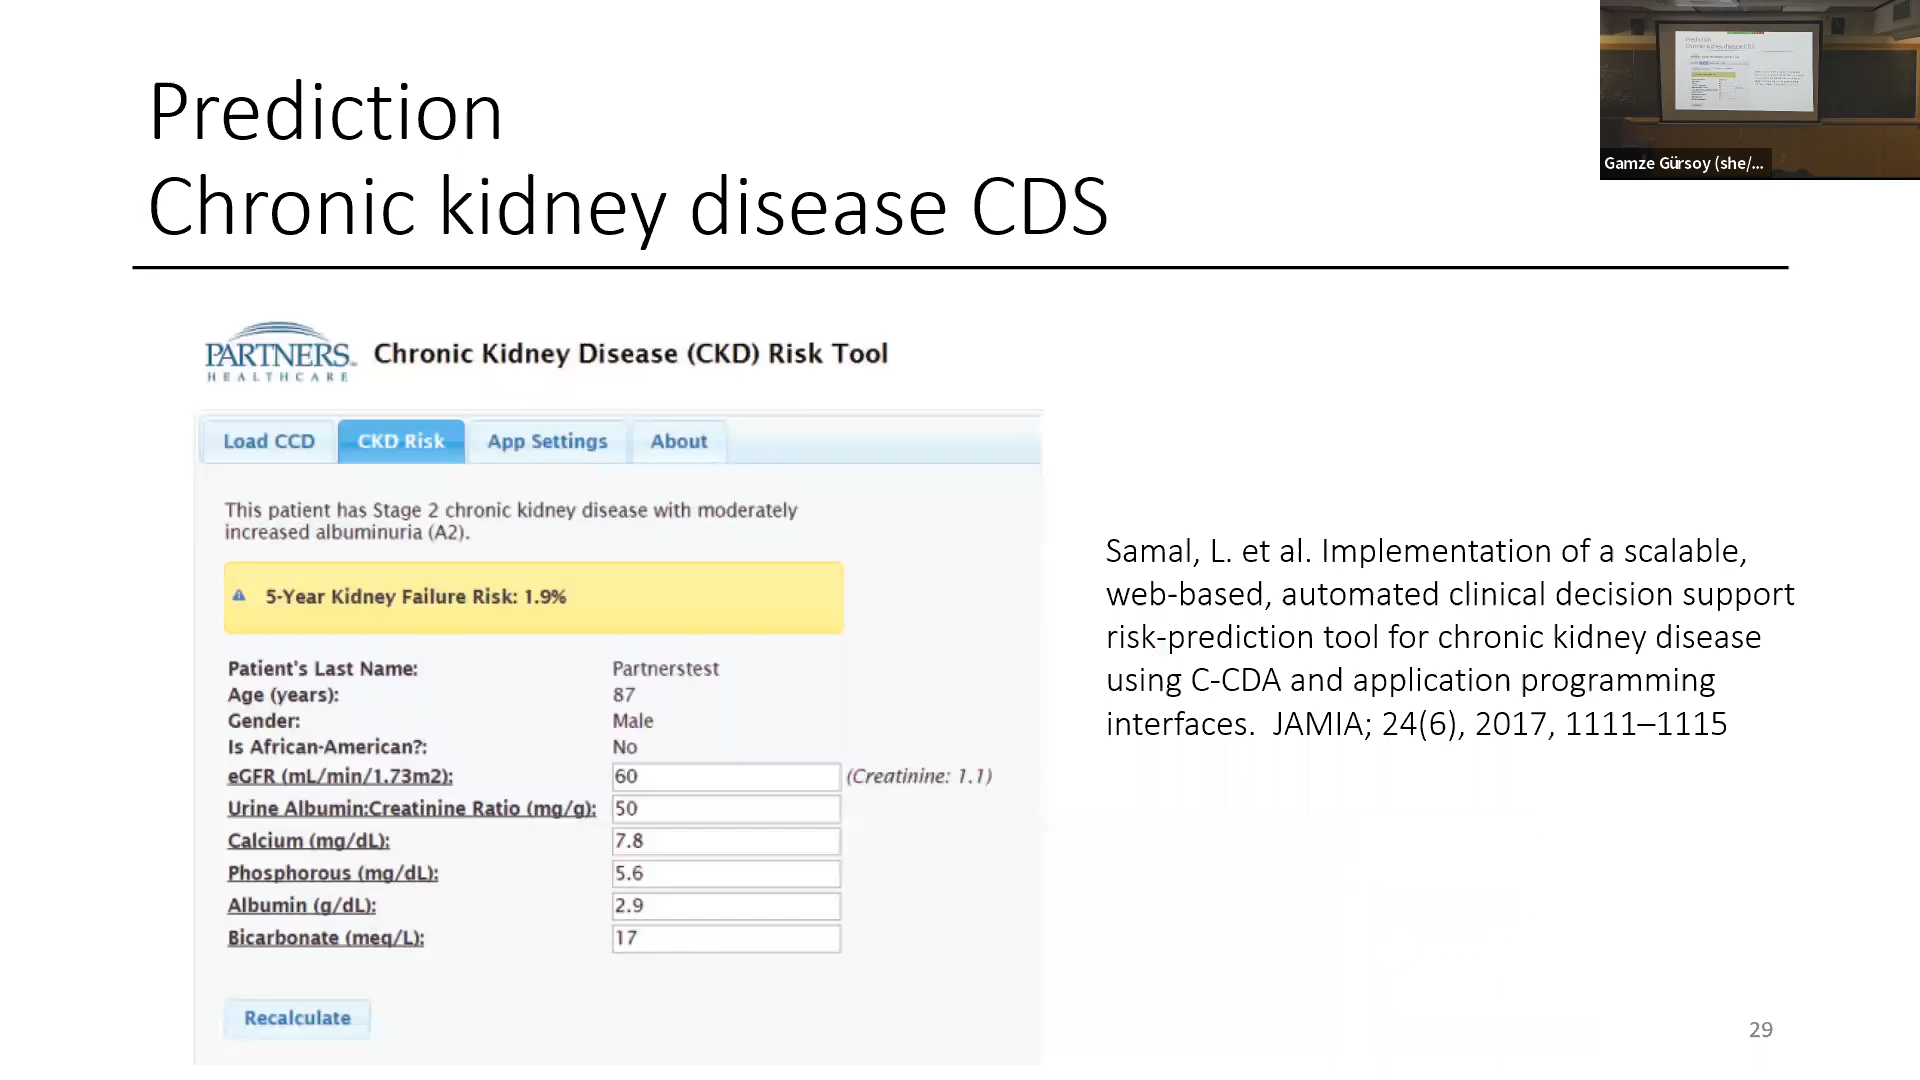 Prediction
Chronic kidney disease CDS
Gamze Gürsoy (she/...
PARTNERS
HEALTHCARE
Chronic Kidney Disease (CKD) Risk Tool
Load CCD CKD Risk App Settings About
This patient has Stage 2 chronic kidney disease with moderately
increased albuminuria (A2).
5-Year Kidney Failure Risk: 1.9%
Patient's Last Name: Partnerstest
Age (years): 87
Gender: Male
Is African-American?: No
eGFR (mL/min/1.73m2): 60 (Creatinine: 1.1)
Urine Albumin:Creatinine Ratio (mg/g): 50
Calcium (mg/dL): 7.8
Phosphorous (mg/dL): 5.6
Albumin (g/dL): 2.9
Bicarbonate (meq/L): 17
Recalculate
Samal, L. et al. Implementation of a scalable,
web-based, automated clinical decision support
risk-prediction tool for chronic kidney disease
using C-CDA and application programming
interfaces. JAMIA; 24(6), 2017, 1111–1115
29